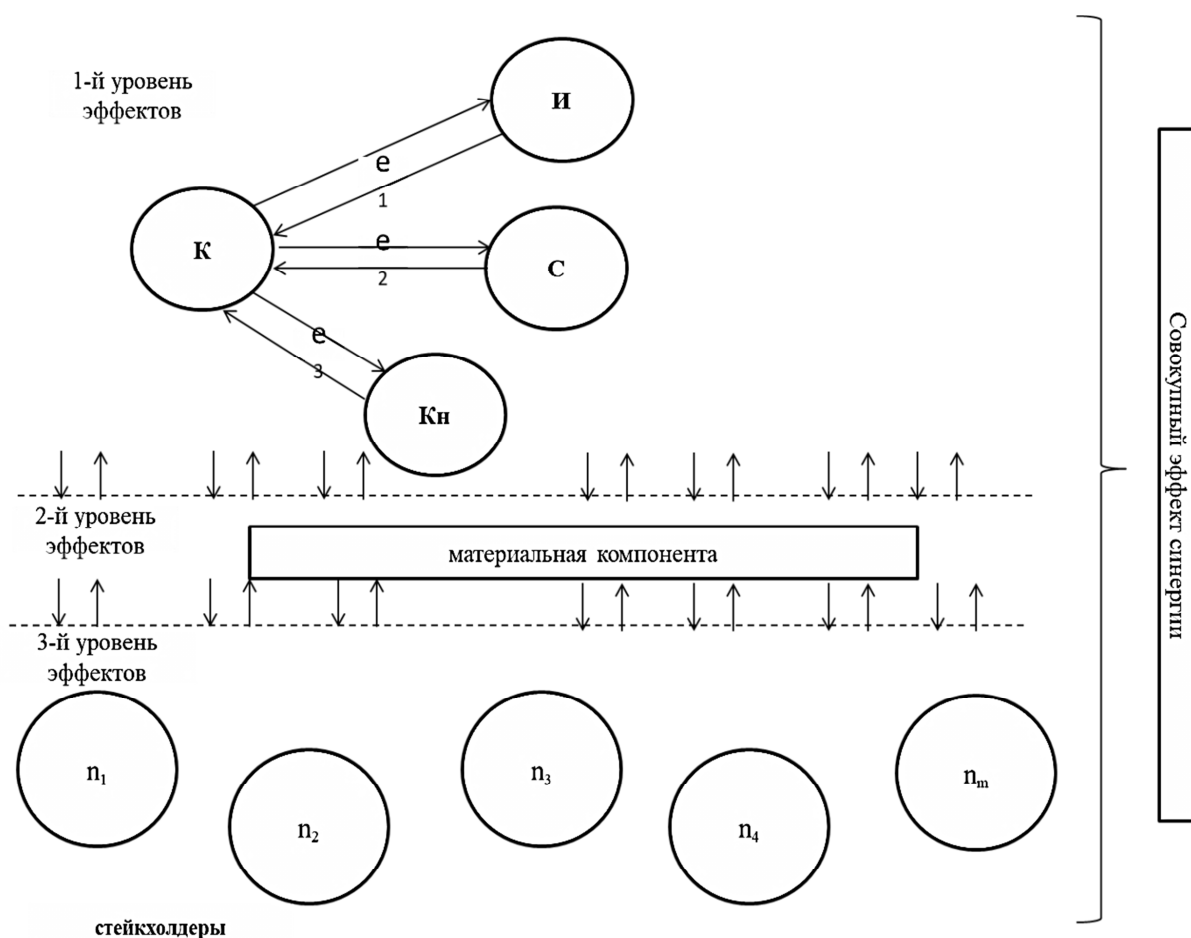 1-й уровень
эффектов
И
е
1
К
е
2
С
е
3
Кн
2-й уровень
эффектов
материальная компонента
3-й уровень
эффектов
n1
n2
n3
n4
nm
стейкхолдеры
Совокупный эффект синергии